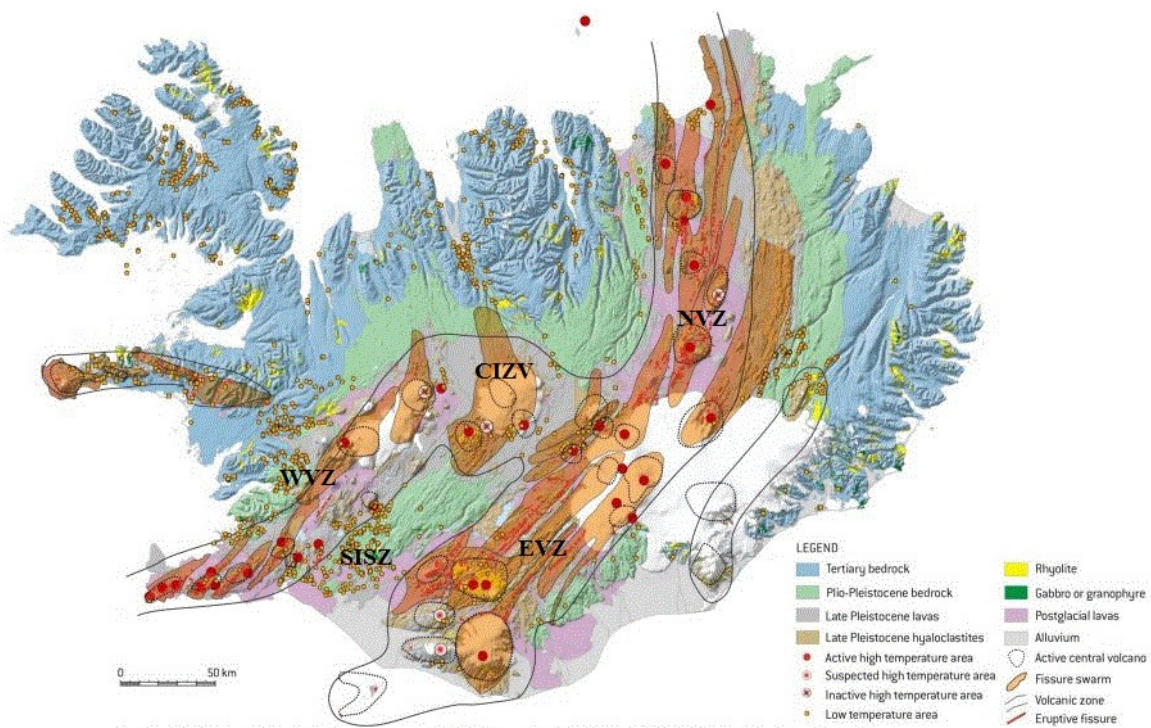 NVZ
CIZV
WVZ
SISZ
EVZ
0 50 km
LEGEND
Tertiary bedrock
Plio-Pleistocene bedrock
Late Pleistocene lavas
Late Pleistocene hyaloclastites
Active high temperature area
Suspected high temperature area
Inactive high temperature area
Low temperature area
Rhyolite
Gabbro or granophyre
Postglacial lavas
Alluvium
Active central volcano
Fissure swarm
Volcanic zone
Eruptive fissure